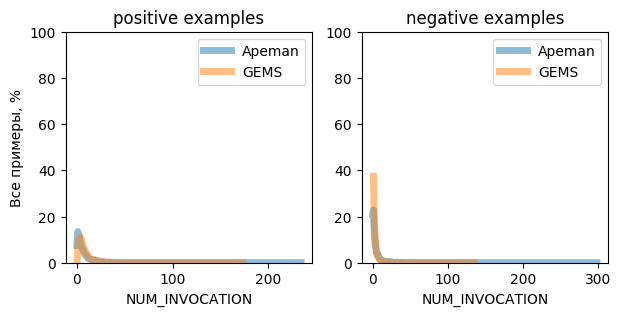 positive examples
negative examples
Все примеры, %
100
80
60
40
20
0
Apeman
GEMS
0
100
200
NUM_INVOCATION
100
80
60
40
20
0
Apeman
GEMS
0
100
200
300
NUM_INVOCATION